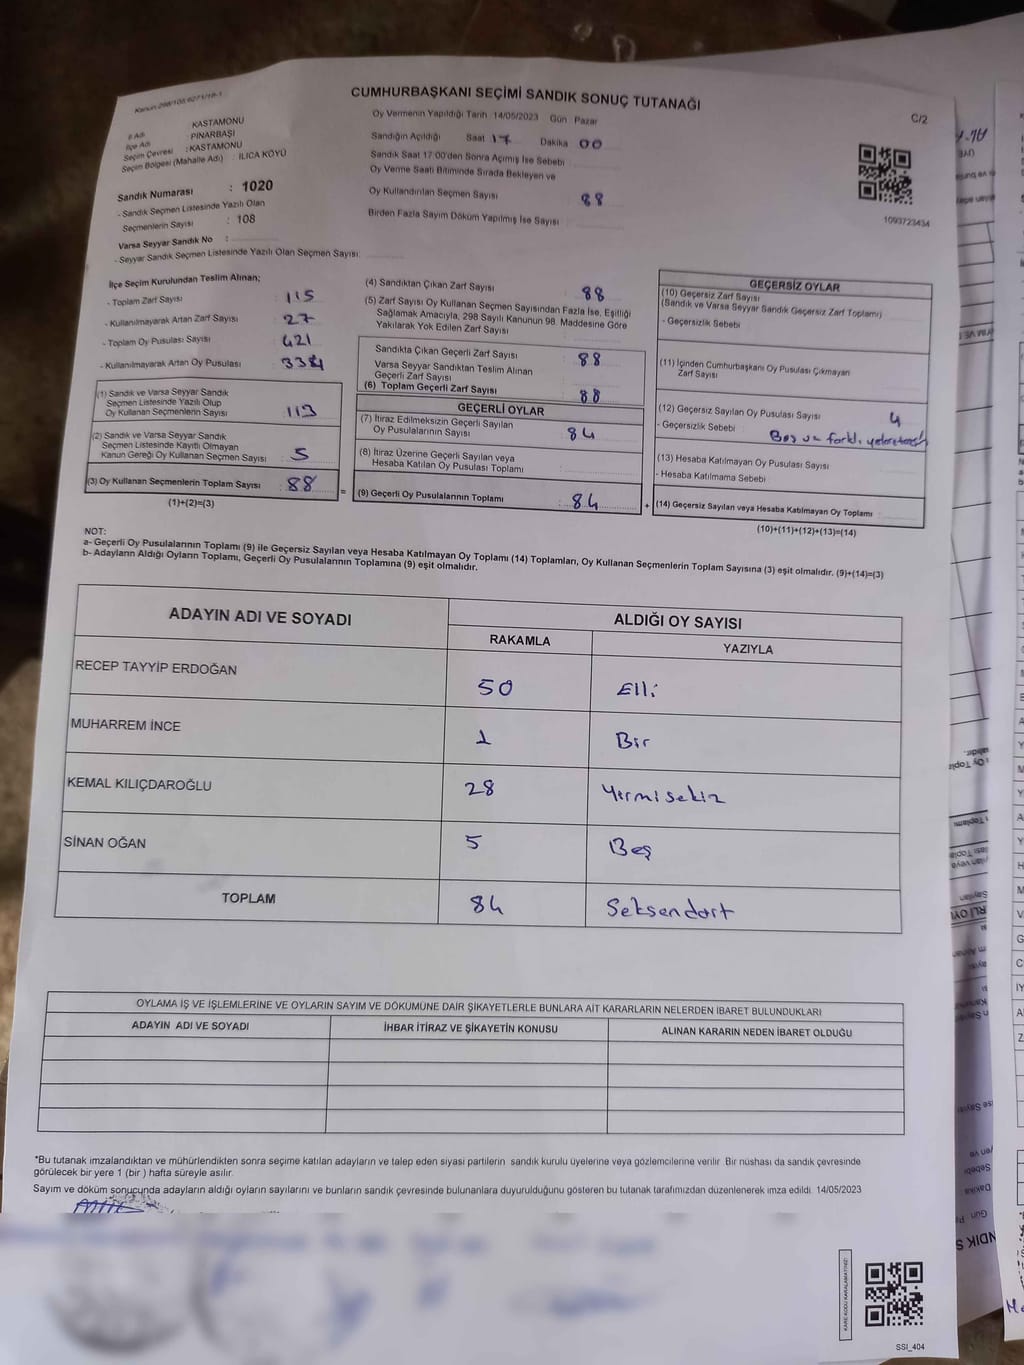 Kanun:298/105,6271/19-1
CUMHURBAŞKANI SEÇİMİ SANDIK SONUÇ TUTANAĞI
C/2
İl Adı : KASTAMONU
İlçe Adı : PINARBAŞI
Seçim Çevresi : KASTAMONU
Seçim Bölgesi (Mahalle Adı) : ILICA KÖYÜ
Sandık Numarası : 1020
- Sandık Seçmen Listesinde Yazılı Olan
Seçmenlerin Sayısı : 108
Varsa Seyyar Sandık No :
- Seyyar Sandık Seçmen Listesinde Yazılı Olan Seçmen Sayısı:
Oy Vermenin Yapıldığı Tarih 14/05/2023 Gün Pazar
Sandığın Açıldığı Saat 17 Dakika 00
Sandık Saat 17.00'den Sonra Açımış İse Sebebi
Oy Verme Saati Bitiminde Sırada Bekleyen ve
Oy Kullandırılan Seçmen Sayısı 88
Birden Fazla Sayım Döküm Yapılmış İse Sayısı
1093723434
İlçe Seçim Kurulundan Teslim Alınan;
- Toplam Zarf Sayısı : 115
- Kullanılmayarak Artan Zarf Sayısı : 27
- Toplam Oy Pusulası Sayısı : 421
- Kullanılmayarak Artan Oy Pusulası : 334
(1) Sandık ve Varsa Seyyar Sandık
Seçmen Listesinde Yazılı Olup
Oy Kullanan Seçmenlerin Sayısı : 113
(2) Sandık ve Varsa Seyyar Sandık
Seçmen Listesinde Kayıtlı Olmayan
Kanun Gereği Oy Kullanan Seçmen Sayısı : 5
(3) Oy Kullanan Seçmenlerin Toplam Sayısı : 88
(1)+(2)=(3)
(4) Sandıktan Çıkan Zarf Sayısı 88
(5) Zarf Sayısı Oy Kullanan Seçmen Sayısından Fazla İse, Eşitliği
Sağlamak Amacıyla, 298 Sayılı Kanunun 98. Maddesine Göre
Yakılarak Yok Edilen Zarf Sayısı
Sandıkta Çıkan Geçerli Zarf Sayısı : 88
Varsa Seyyar Sandıktan Teslim Alınan
Geçerli Zarf Sayısı
(6) Toplam Geçerli Zarf Sayısı : 88
GEÇERLİ OYLAR
(7) İtiraz Edilmeksizin Geçerli Sayılan
Oy Pusulalarının Sayısı : 84
(8) İtiraz Üzerine Geçerli Sayılan veya
Hesaba Katılan Oy Pusulası Toplamı
= (9) Geçerli Oy Pusulalarının Toplamı : 84
GEÇERSİZ OYLAR
(10) Geçersiz Zarf Sayısı
(Sandık ve Varsa Seyyar Sandık Geçersiz Zarf Toplamı)
- Geçersizlik Sebebi
(11) İçinden Cumhurbaşkanı Oy Pusulası Çıkmayan
Zarf Sayısı
(12) Geçersiz Sayılan Oy Pusulası Sayısı 4
- Geçersizlik Sebebi Boş ve farklı
(13) Hesaba Katılmayan Oy Pusulası Sayısı
- Hesaba Katılmama Sebebi
+ (14) Geçersiz Sayılan veya Hesaba Katılmayan Oy Toplamı
(10)+(11)+(12)+(13)=(14)
NOT:
a- Geçerli Oy Pusulalarının Toplamı (9) ile Geçersiz Sayılan veya Hesaba Katılmayan Oy Toplamı (14) Toplamları, Oy Kullanan Seçmenlerin Toplam Sayısına (3) eşit olmalıdır. (9)+(14)=(3)
b- Adayların Aldığı Oyların Toplamı, Geçerli Oy Pusulalarının Toplamına (9) eşit olmalıdır.
ADAYIN ADI VE SOYADI
ALDIĞI OY SAYISI
RAKAMLA YAZIYLA
RECEP TAYYİP ERDOĞAN 50 Elli
MUHARREM İNCE 1 Bir
KEMAL KILIÇDAROĞLU 28 Yirmisekiz
SİNAN OĞAN 5 Beş
TOPLAM 84 Seksendört
OYLAMA İŞ VE İŞLEMLERİNE VE OYLARIN SAYIM VE DÖKÜMÜNE DAİR ŞİKAYETLERLE BUNLARA AİT KARARLARIN NELERDEN İBARET BULUNDUKLARI
ADAYIN ADI VE SOYADI İHBAR İTİRAZ VE ŞİKAYETİN KONUSU ALINAN KARARIN NEDEN İBARET OLDUĞU
*Bu tutanak imzalandıktan ve mühürlendikten sonra seçime katılan adayların ve talep eden siyasi partilerin sandık kurulu üyelerine veya gözlemcilerine verilir. Bir nüshası da sandık çevresinde
görülecek bir yere 1 (bir ) hafta süreyle asılır.
Sayım ve döküm sonucunda adayların aldığı oyların sayılarını ve bunların sandık çevresinde bulunanlara duyurulduğunu gösteren bu tutanak tarafımızdan düzenlenerek imza edildi. 14/05/2023
KARE KODU KARALAMAYINIZ!
SSI_404